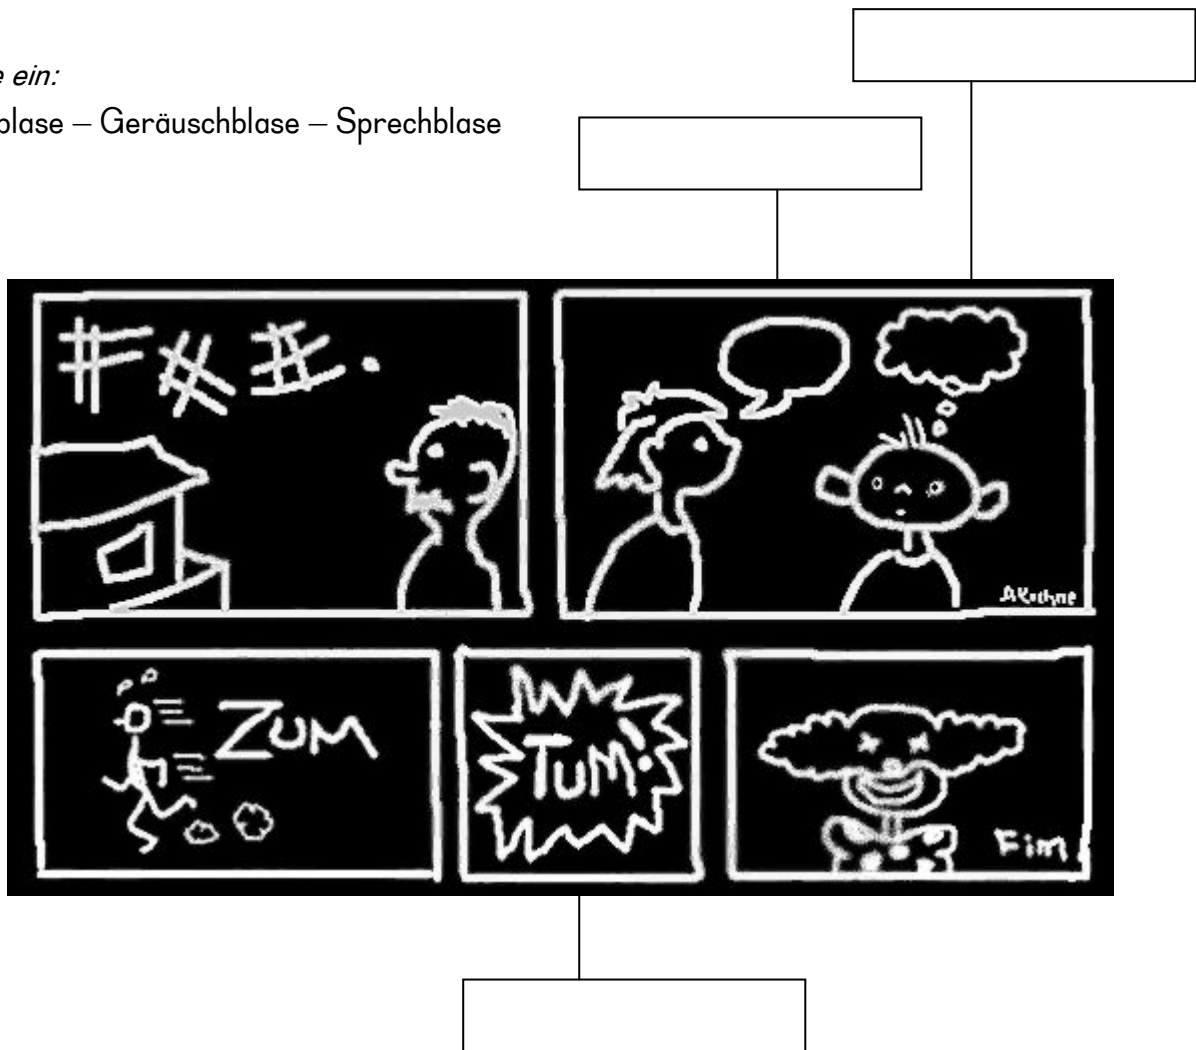 e ein:
blase – Geräuschblase – Sprechblase
ZUM
TUM!
Fim